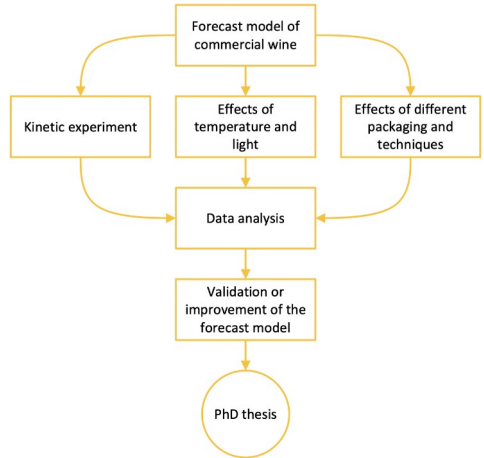 Forecast model of
commercial wine
Kinetic experiment
Effects of
temperature and
light
Effects of different
packaging and
techniques
Data analysis
Validation or
improvement of the
forecast model
PhD thesis